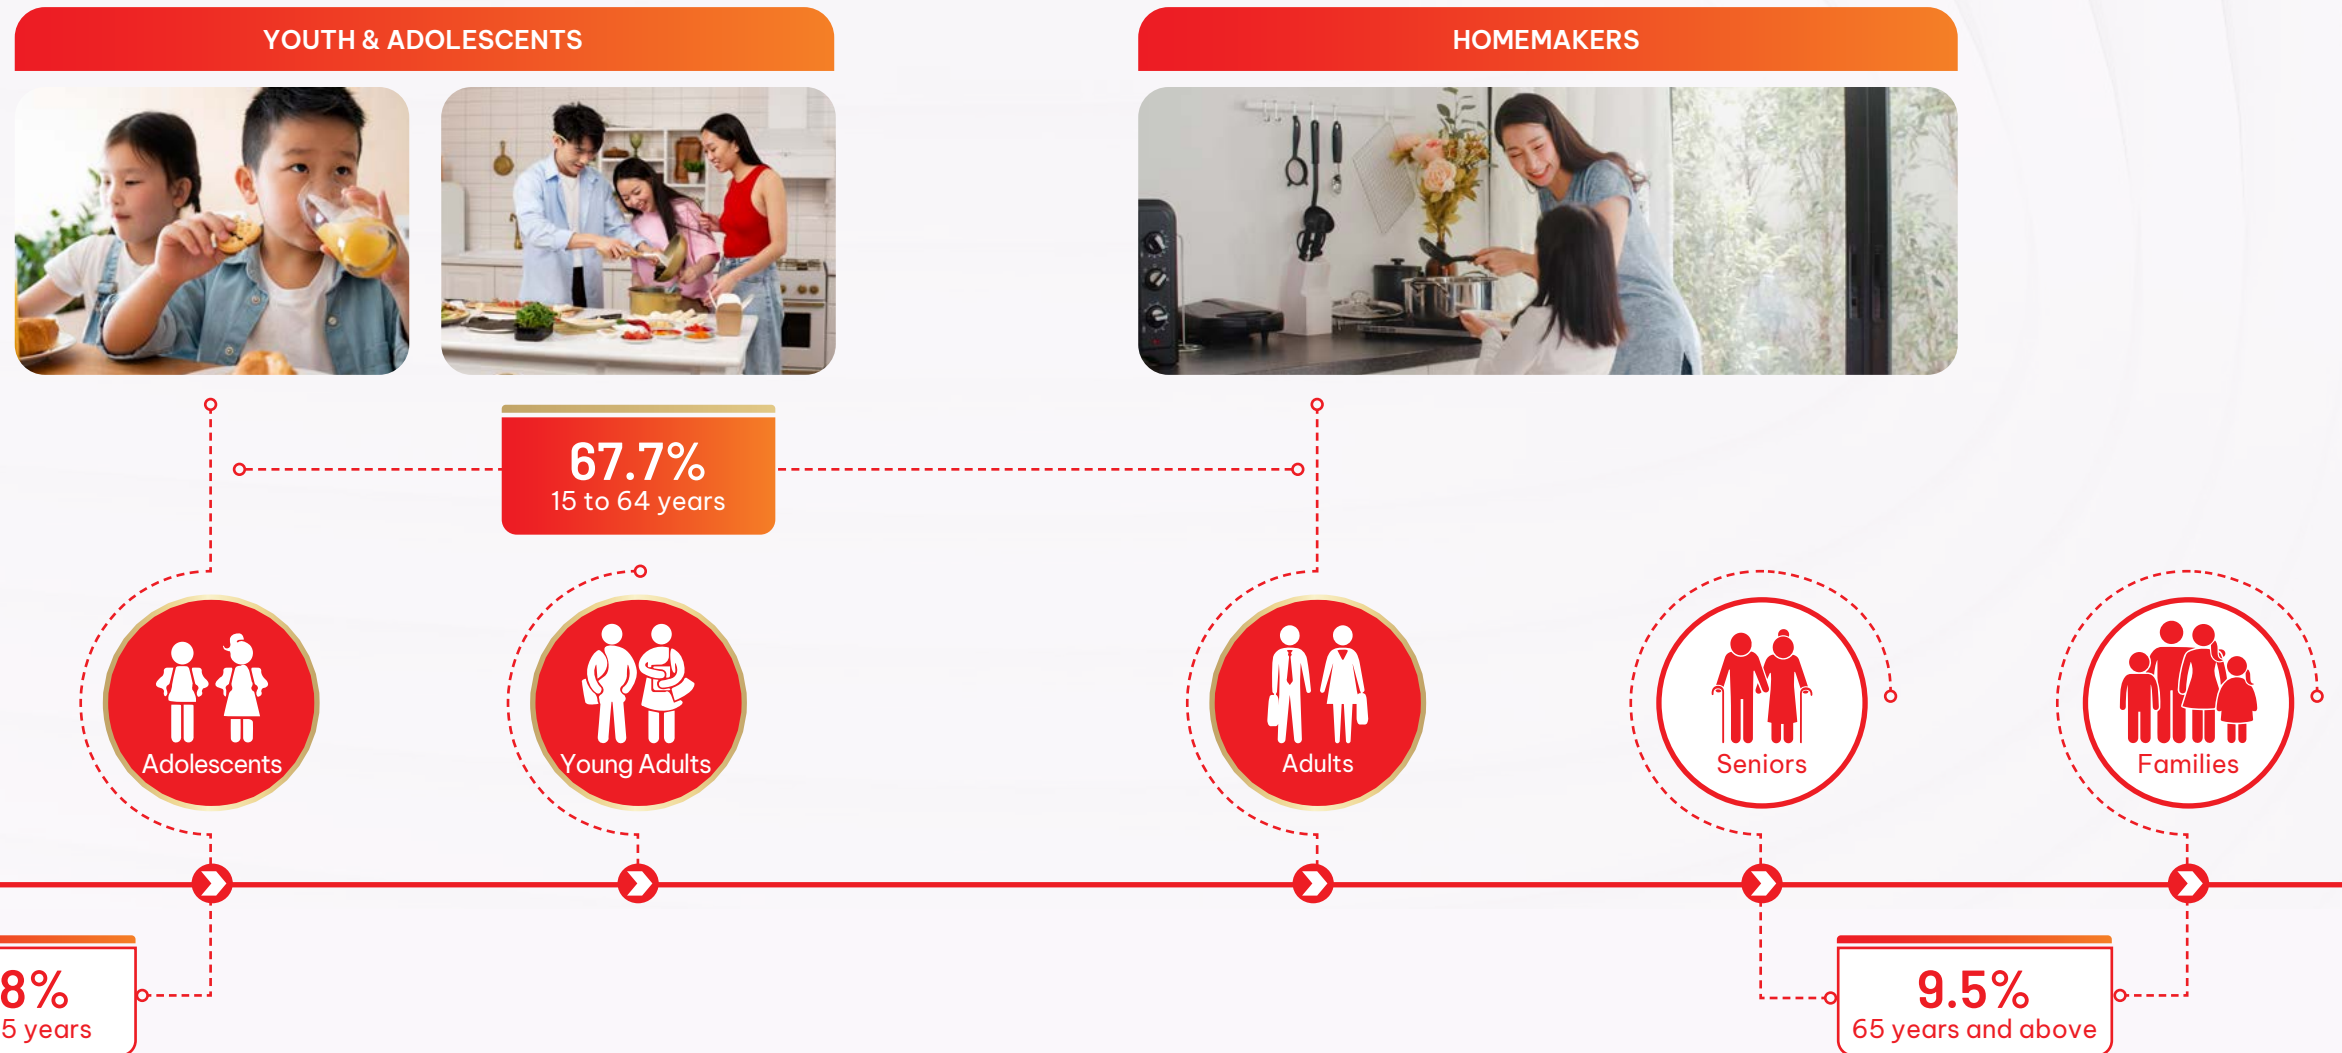 YOUTH & ADOLESCENTS
HOMEMAKERS
67.7%
15 to 64 years
Adolescents
Young Adults
Adults
Seniors
Families
8%
5 years
9.5%
65 years and above